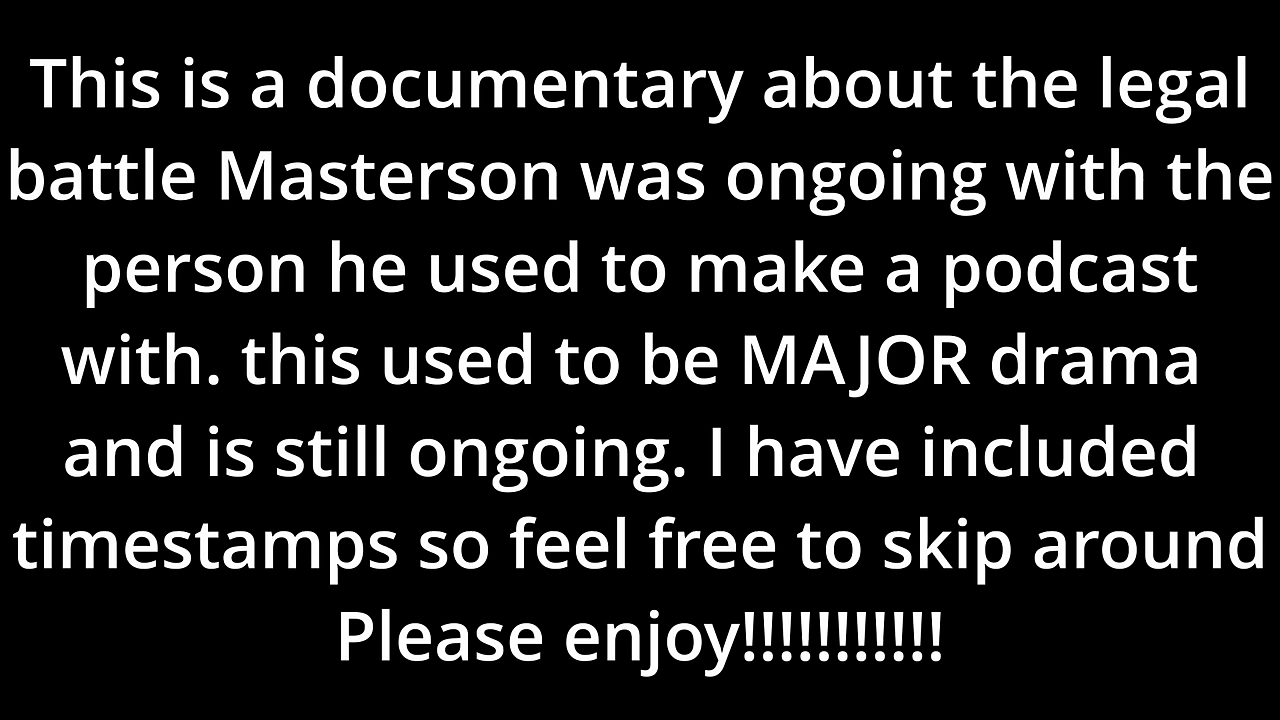 This is a documentary about the legal
battle Masterson was ongoing with the
person he used to make a podcast
with. this used to be MAJOR drama
and is still ongoing. I have included
timestamps so feel free to skip around
Please enjoy!!!!!!!!!!!